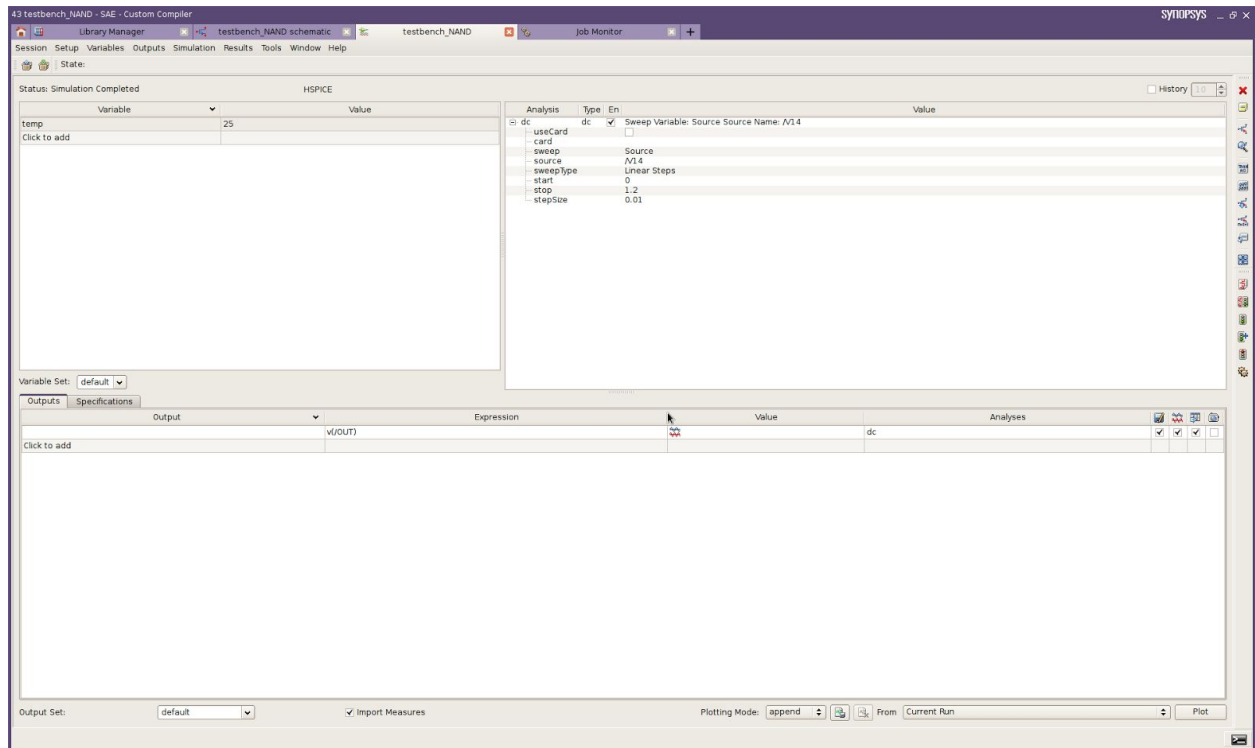 43 testbench_NAND - SAE - Custom Compiler
SYNOPSYS
Library Manager testbench_NAND schematic testbench_NAND Job Monitor
Session Setup Variables Outputs Simulation Results Tools Window Help
State:
Status: Simulation Completed HSPICE History 10
Variable Value
temp 25
Click to add
Analysis Type En Value
dc dc Sweep Variable: Source Source Name: /V14
useCard
card
sweep Source
source /V14
sweepType Linear Steps
start 0
stop 1.2
stepSize 0.01
Variable Set: default
Outputs Specifications
Output Expression Value Analyses
v(/OUT) dc
Click to add
Output Set: default Import Measures Plotting Mode: append From Current Run Plot